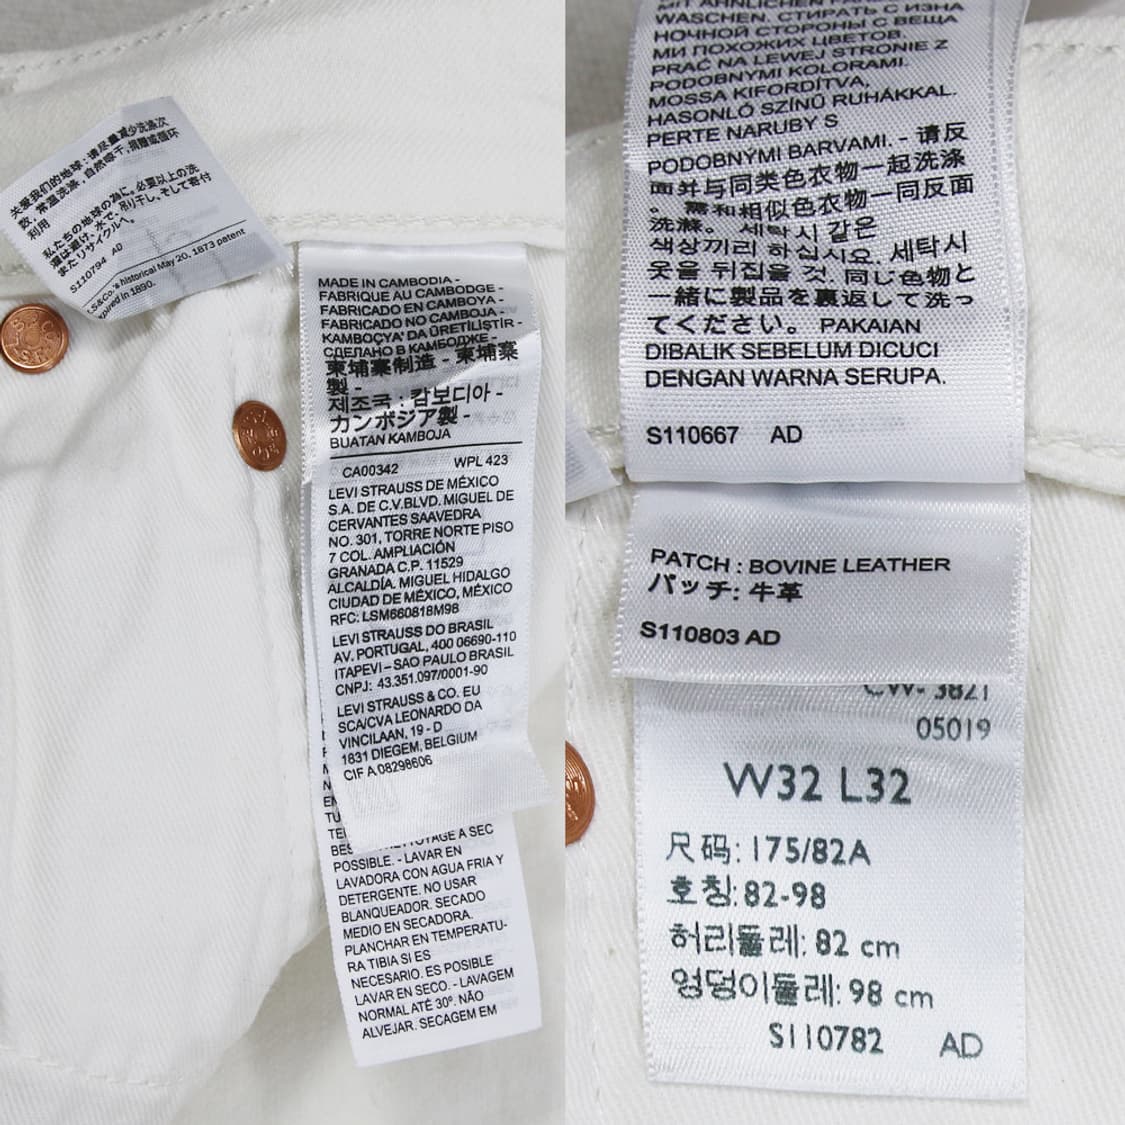 关爱我们的地球:请尽量减少洗涤次
数,常温洗涤,自然晾干,捐赠或循环
利用
私たちの地球の為に。必要以上の洗
濯は避け、水で、吊り干し、そして寄付
またリサイクルへ。
S110794 AD
LS&Co.'s historical May 20, 1873 patent
expired in 1890.
MADE IN CAMBODIA -
FABRIQUE AU CAMBODGE -
FABRICADO EN CAMBOYA -
FABRICADO NO CAMBOJA -
KAMBOÇYA' DA ÜRETİLİŞTİR -
СДЕЛАНО В КАМБОДЖЕ -
柬埔寨制造 - 柬埔寨
製 -
제조국 : 캄보디아 -
カンボジア製 -
BUATAN KAMBOJA
CA00342 WPL 423
LEVI STRAUSS DE MÉXICO
S.A. DE C.V.BLVD. MIGUEL DE
CERVANTES SAAVEDRA
NO. 301, TORRE NORTE PISO
7 COL. AMPLIACIÓN
GRANADA C.P. 11529
ALCALDÍA. MIGUEL HIDALGO
CIUDAD DE MÉXICO, MÉXICO
RFC: LSM660818M98
LEVI STRAUSS DO BRASIL
AV. PORTUGAL, 400 06690-110
ITAPEVI – SAO PAULO BRASIL
CNPJ: 43.351.097/0001-90
LEVI STRAUSS & CO. EU
SCA/CVA LEONARDO DA
VINCILAAN, 19 - D
1831 DIEGEM, BELGIUM
CIF A 08298606
NETTOYAGE A SEC
POSSIBLE. - LAVAR EN
LAVADORA CON AGUA FRIA Y
DETERGENTE. NO USAR
BLANQUEADOR. SECADO
MEDIO EN SECADORA.
PLANCHAR EN TEMPERATU-
RA TIBIA SI ES
NECESARIO. ES POSIBLE
LAVAR EN SECO. - LAVAGEM
NORMAL ATÉ 30º. NÃO
ALVEJAR. SECAGEM EM
MIT ÄHNLICHEN
WASCHEN. СТИРАТЬ С ИЗНА
НОЧНОЙ СТОРОНЫ С ВЕЩА
МИ ПОХОЖИХ ЦВЕТОВ.
PRAĆ NA LEWEJ STRONIE Z
PODOBNYMI KOLORAMI.
MOSSA KIFORDÍTVA,
HASONLÓ SZÍNŰ RUHÁKKAL.
PERTE NARUBY S
PODOBNÝMI BARVAMI. - 请反
面并与同类色衣物一起洗涤
。需和相似色衣物一同反面
洗滌。세탁 시 같은
색상끼리 하십시오. 세탁시
옷을 뒤집을 것 同じ色物と
一緒に製品を裏返して洗っ
てください。 PAKAIAN
DIBALIK SEBELUM DICUCI
DENGAN WARNA SERUPA.
S110667 AD
PATCH : BOVINE LEATHER
パッチ: 牛革
S110803 AD
CW- 3821
05019
W32 L32
尺码: 175/82A
호칭: 82-98
허리둘레: 82 cm
엉덩이둘레: 98 cm
S110782 AD